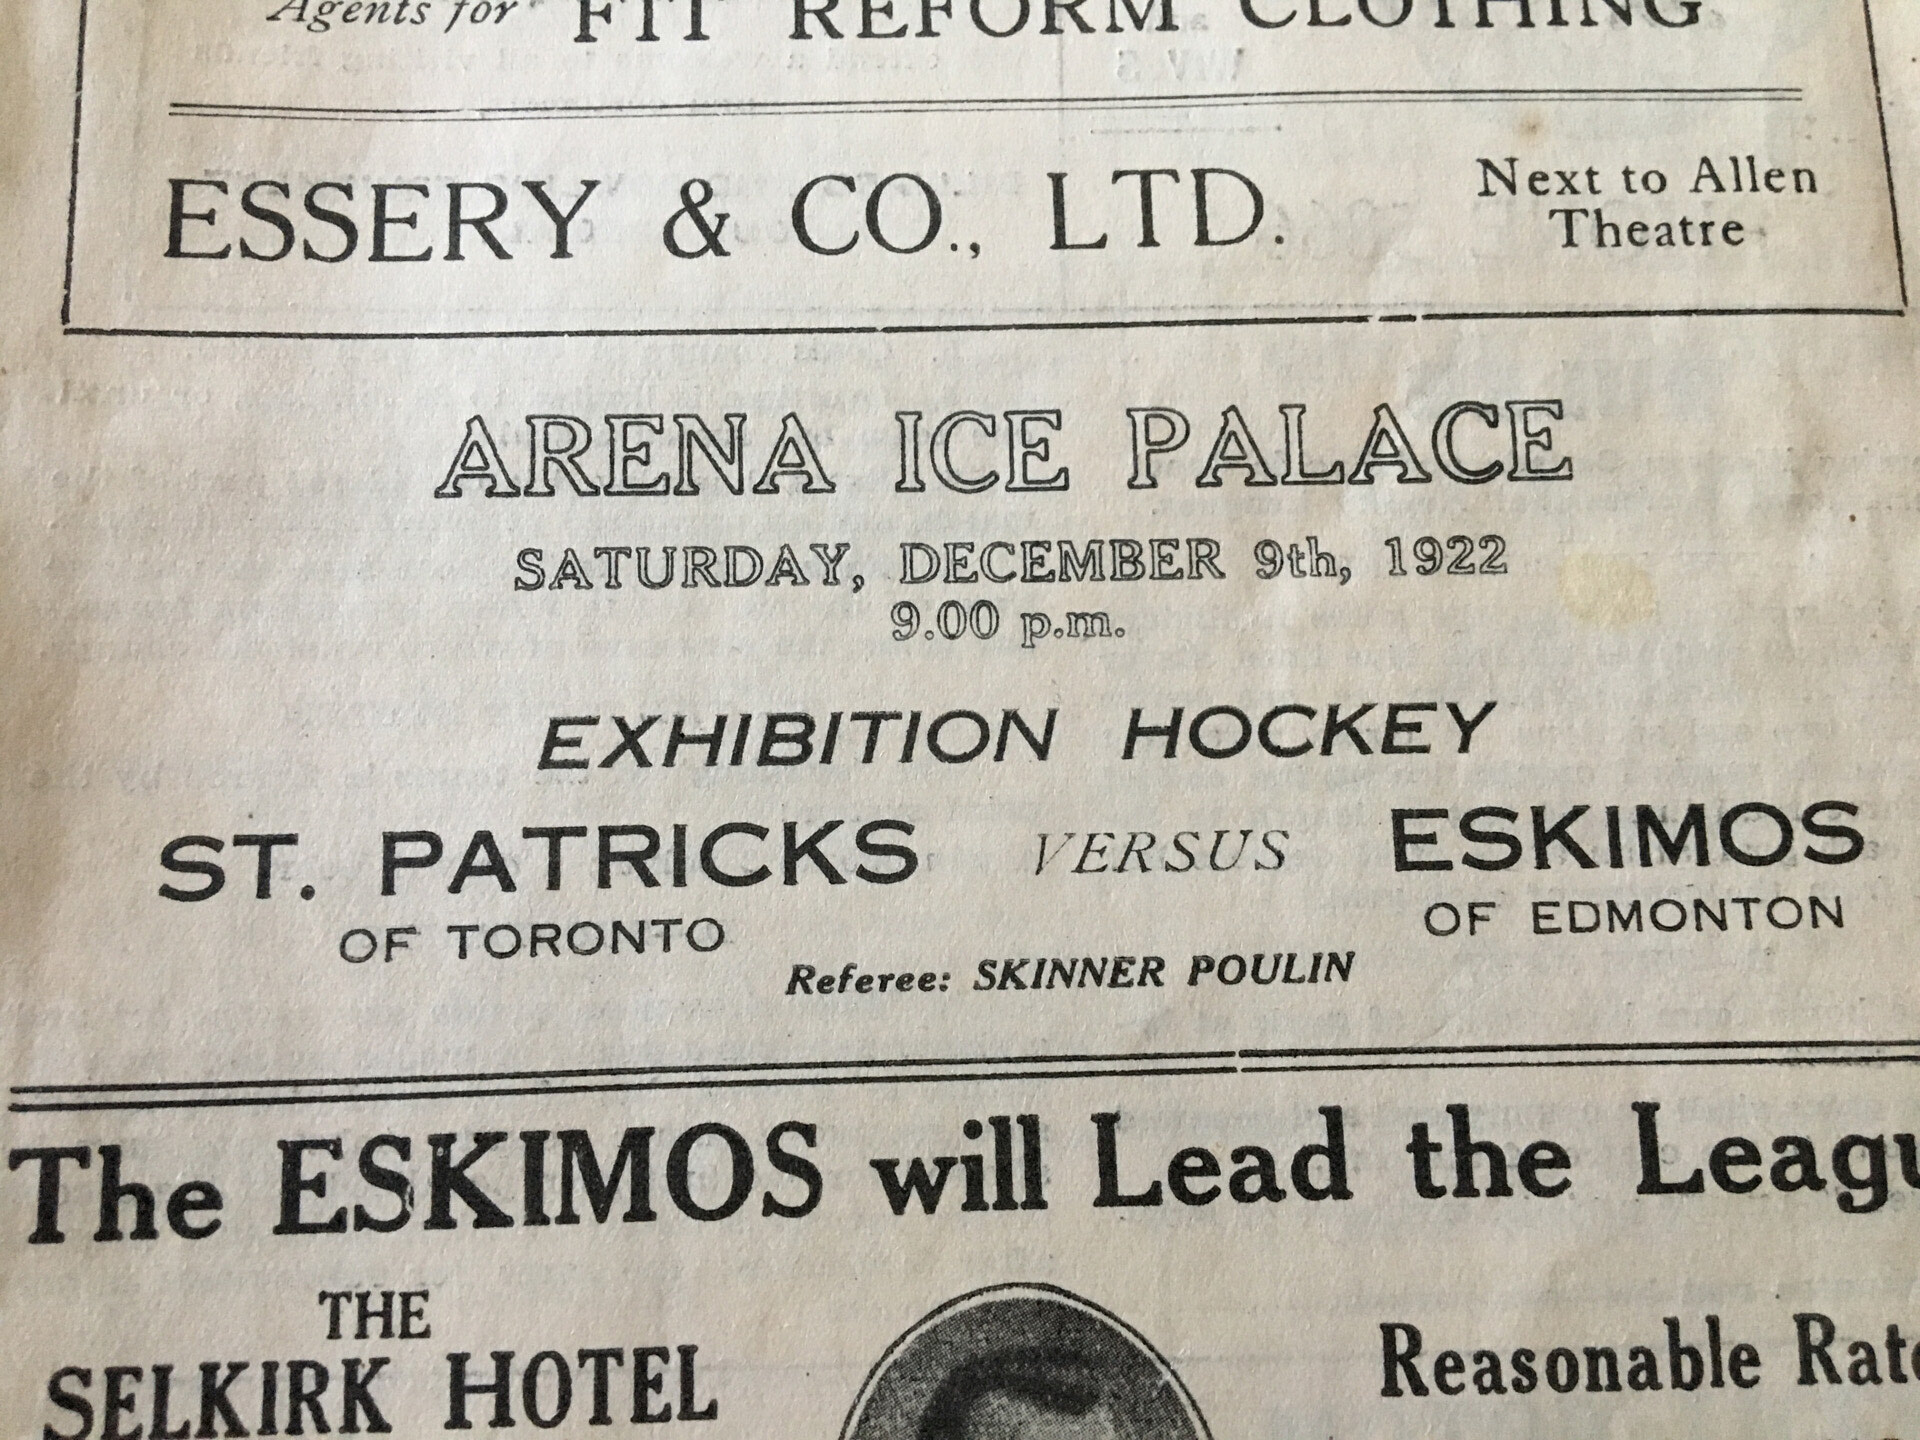 Agents for FIT REFORM CLOTHING
ESSERY & CO., LTD.
Next to Allen
Theatre
ARENA ICE PALACE
SATURDAY, DECEMBER 9th, 1922
9.00 p.m.
EXHIBITION HOCKEY
ST. PATRICKS VERSUS ESKIMOS
OF TORONTO
OF EDMONTON
Referee: SKINNER POULIN
The ESKIMOS will Lead the Leagu
THE
SELKIRK HOTEL
Reasonable Rate